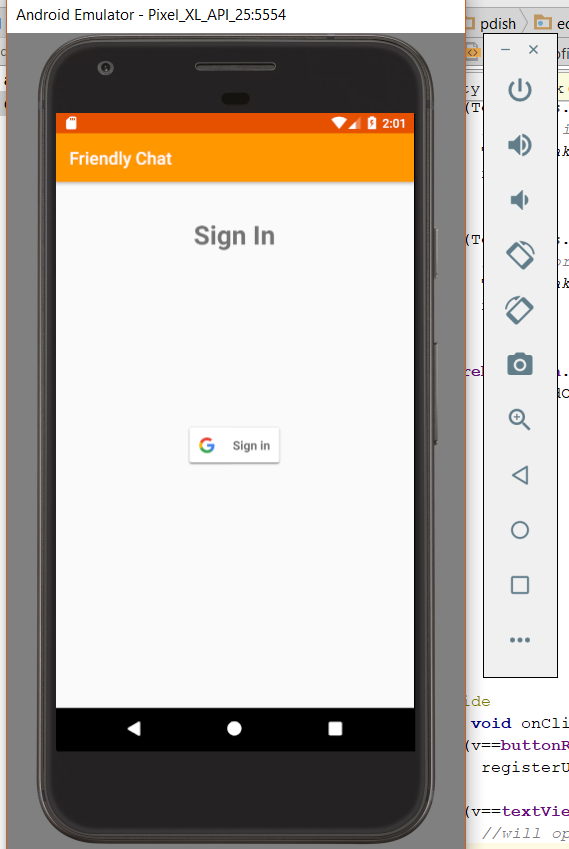 Android Emulator - Pixel_XL_API_25:5554
pdish
2:01
Friendly Chat
Sign In
Sign in
ide
void onCli
(v==buttonR
registerU
(v==textVie
//will op